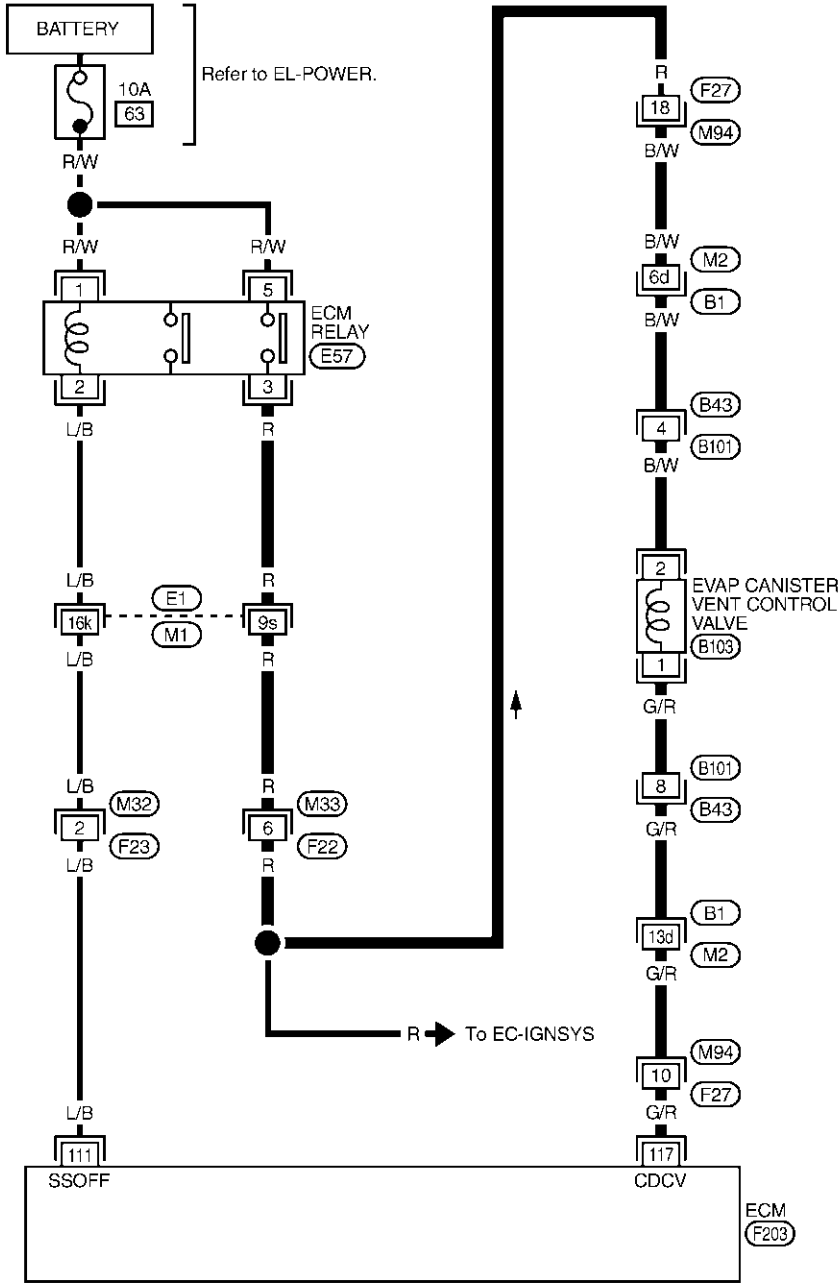 BATTERY
Refer to EL-POWER.
10A
63
R/W
R/W
R/W
1
5
ECM
RELAY
E57
2
3
L/B
R
L/B
R
16k
E1
M1
9s
L/B
R
L/B
R
2
M32
F23
6
M33
F22
L/B
R
R
To EC-IGNSYS
L/B
111
SSOFF
R
18
F27
M94
B/W
B/W
6d
M2
B1
B/W
4
B43
B101
B/W
2
EVAP CANISTER
VENT CONTROL
VALVE
B103
1
G/R
8
B101
B43
G/R
13d
B1
M2
G/R
10
M94
F27
G/R
117
CDCV
ECM
F203